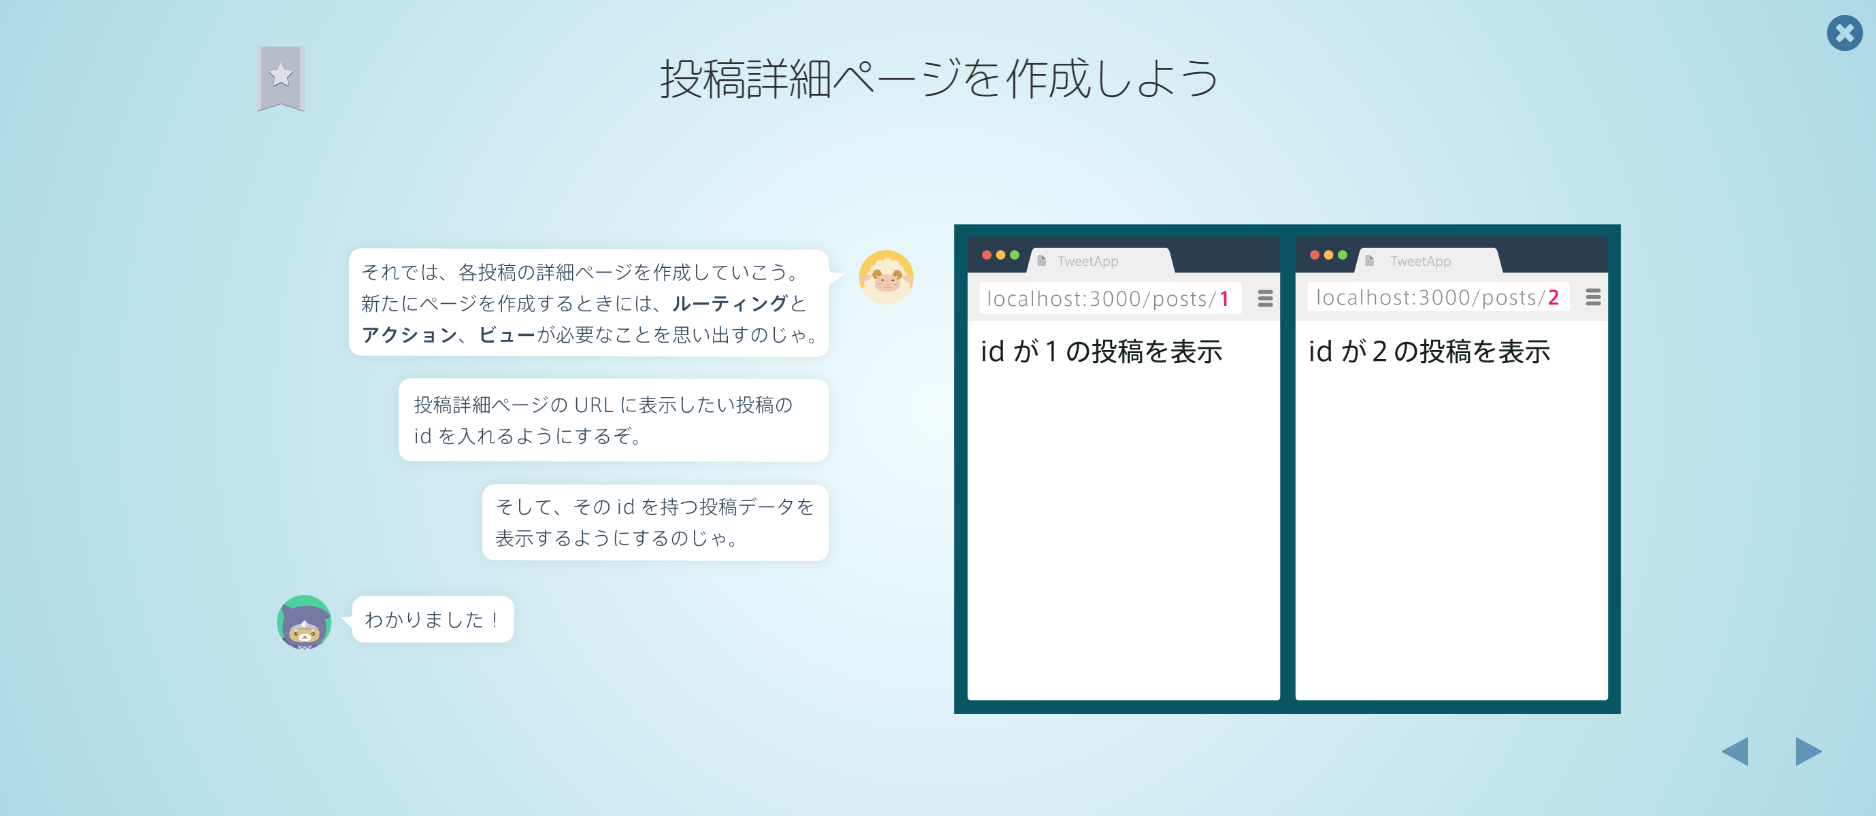 投稿詳細ページを作成しよう
それでは、各投稿の詳細ページを作成していこう。
新たにページを作成するときには、ルーティングと
アクション、ビューが必要なことを思い出すのじゃ。
投稿詳細ページの URL に表示したい投稿の
id を入れるようにするぞ。
そして、その id を持つ投稿データを
表示するようにするのじゃ。
わかりました！
TweetApp
localhost:3000/posts/1
id が 1 の投稿を表示
TweetApp
localhost:3000/posts/2
id が 2 の投稿を表示